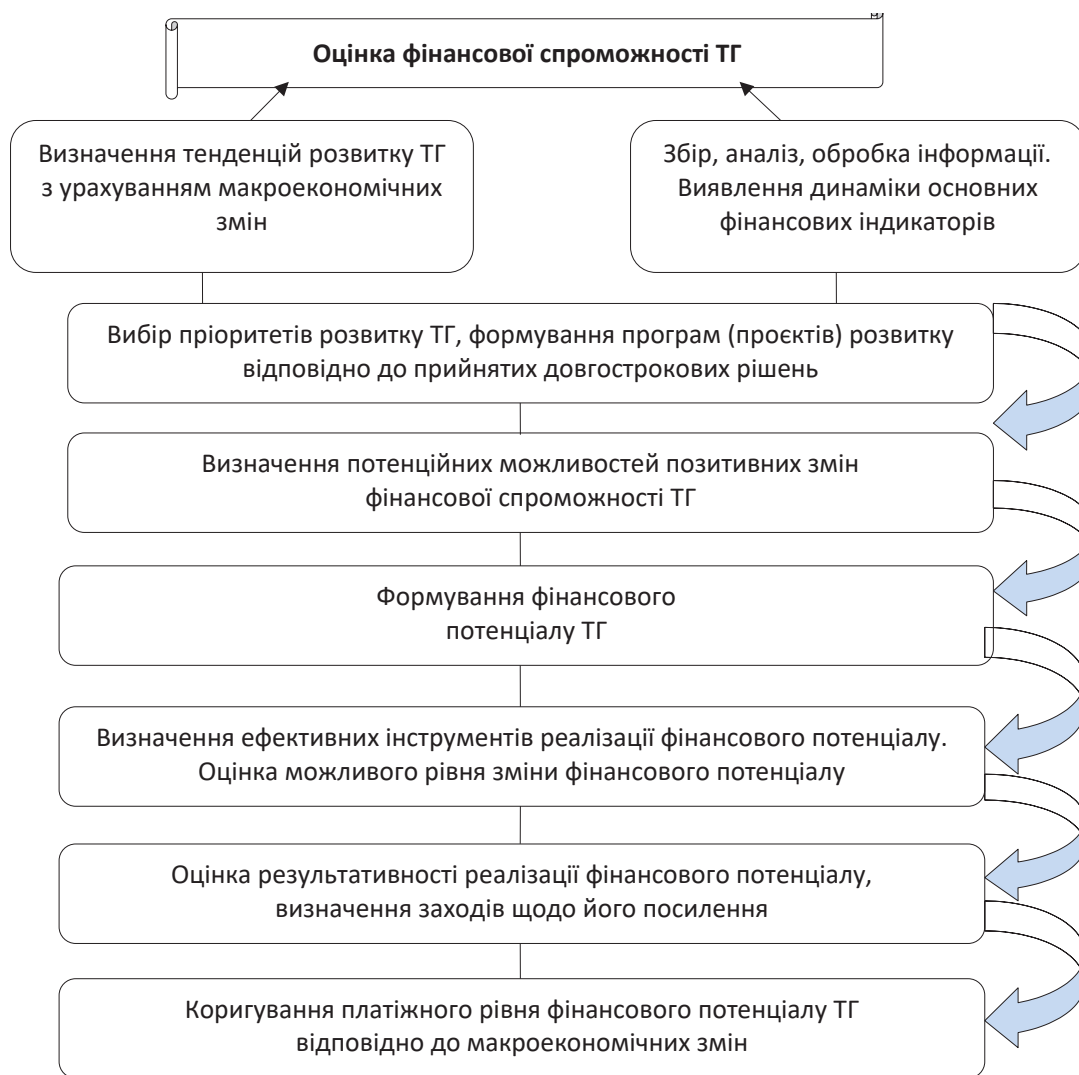 Оцінка фінансової спроможності ТГ
Визначення тенденцій розвитку ТГ
з урахуванням макроекономічних
змін
Збір, аналіз, обробка інформації.
Виявлення динаміки основних
фінансових індикаторів
Вибір пріоритетів розвитку ТГ, формування програм (проєктів) розвитку
відповідно до прийнятих довгострокових рішень
Визначення потенційних можливостей позитивних змін
фінансової спроможності ТГ
Формування фінансового
потенціалу ТГ
Визначення ефективних інструментів реалізації фінансового потенціалу.
Оцінка можливого рівня зміни фінансового потенціалу
Оцінка результативності реалізації фінансового потенціалу,
визначення заходів щодо його посилення
Коригування платіжного рівня фінансового потенціалу ТГ
відповідно до макроекономічних змін